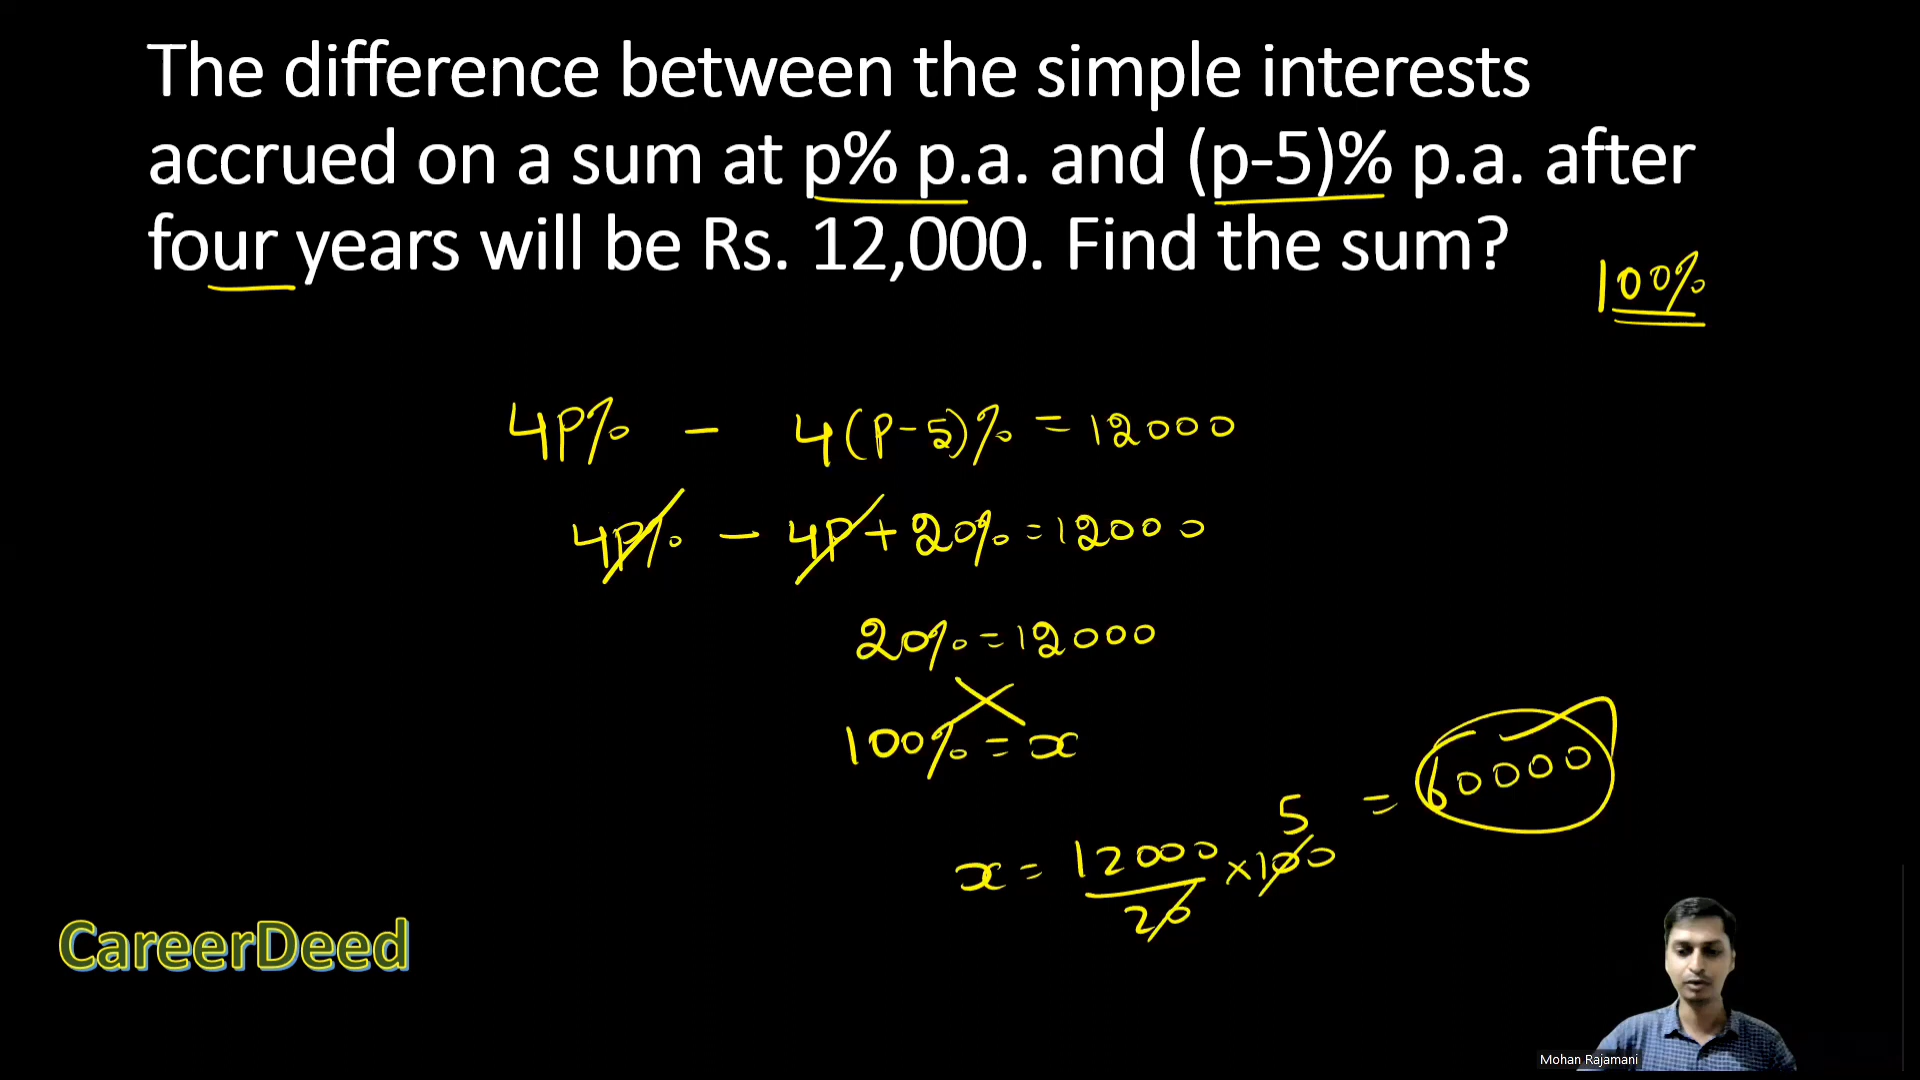 The difference between the simple interests
accrued on a sum at p% p.a. and (p-5)% p.a. after
four years will be Rs. 12,000. Find the sum?
100%
4P% - 4(P-5)% = 12000
4P% - 4P + 20% = 12000
20% = 12000
100% = x
x = 12000/20 × 100 = 60000
5
CareerDeed
Mohan Rajamani